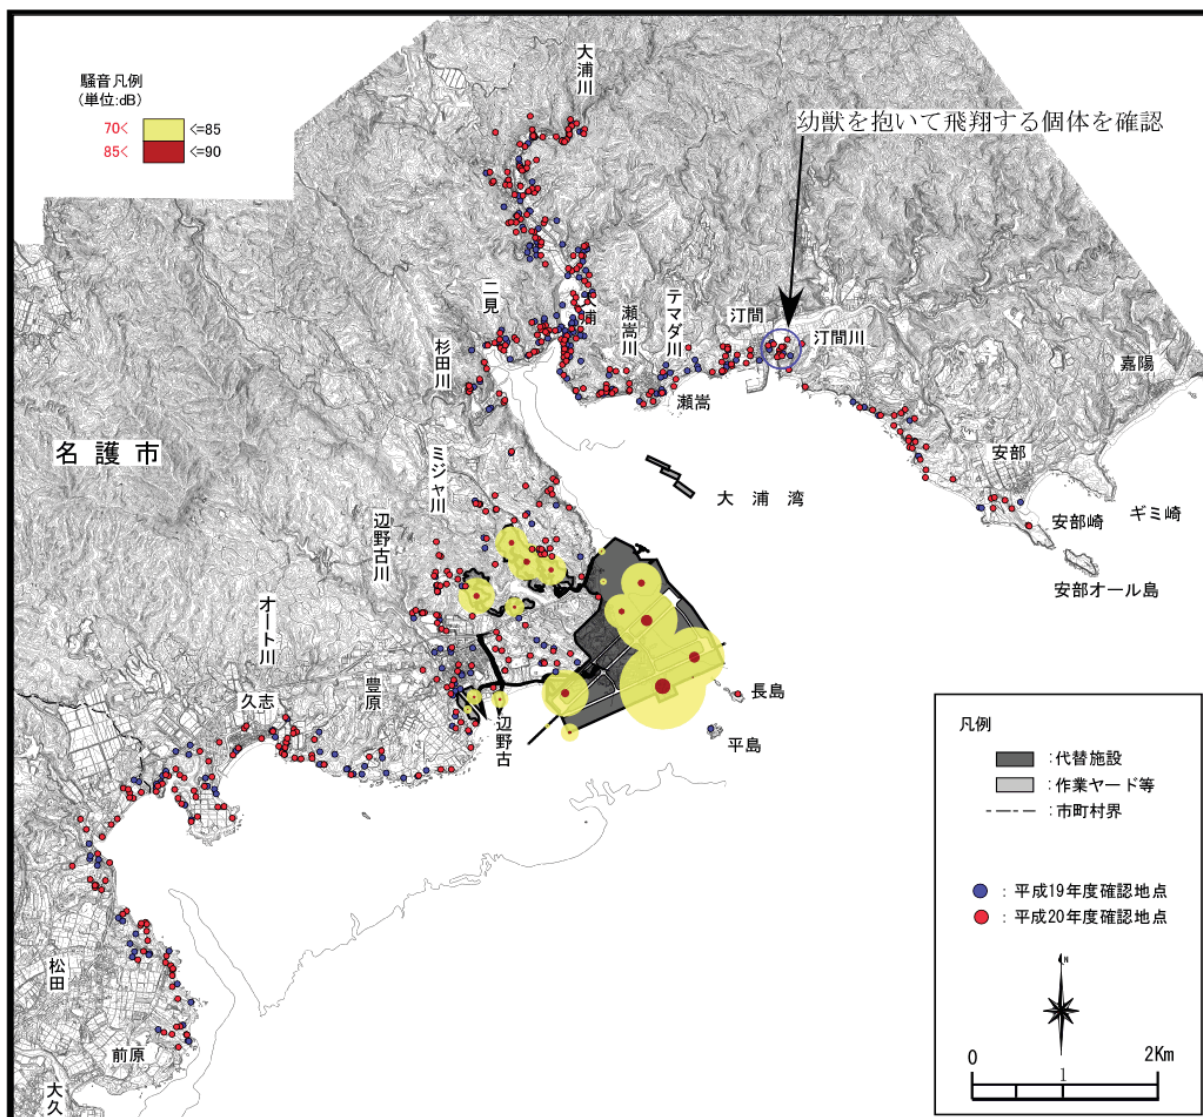 騒音凡例
(単位:dB)
70< <=85
85< <=90
大浦川
幼獣を抱いて飛翔する個体を確認
二見
大浦
瀬嵩川
テマダ川
汀間
汀間川
杉田川
瀬嵩
嘉陽
名護市
ミジャ川
安部
大浦湾
ギミ崎
安部崎
辺野古川
安部オール島
オート川
豊原
久志
長島
辺野古
平島
凡例
:代替施設
:作業ヤード等
:市町村界
: 平成19年度確認地点
: 平成20年度確認地点
N
松田
前原
0 2Km
1
大久